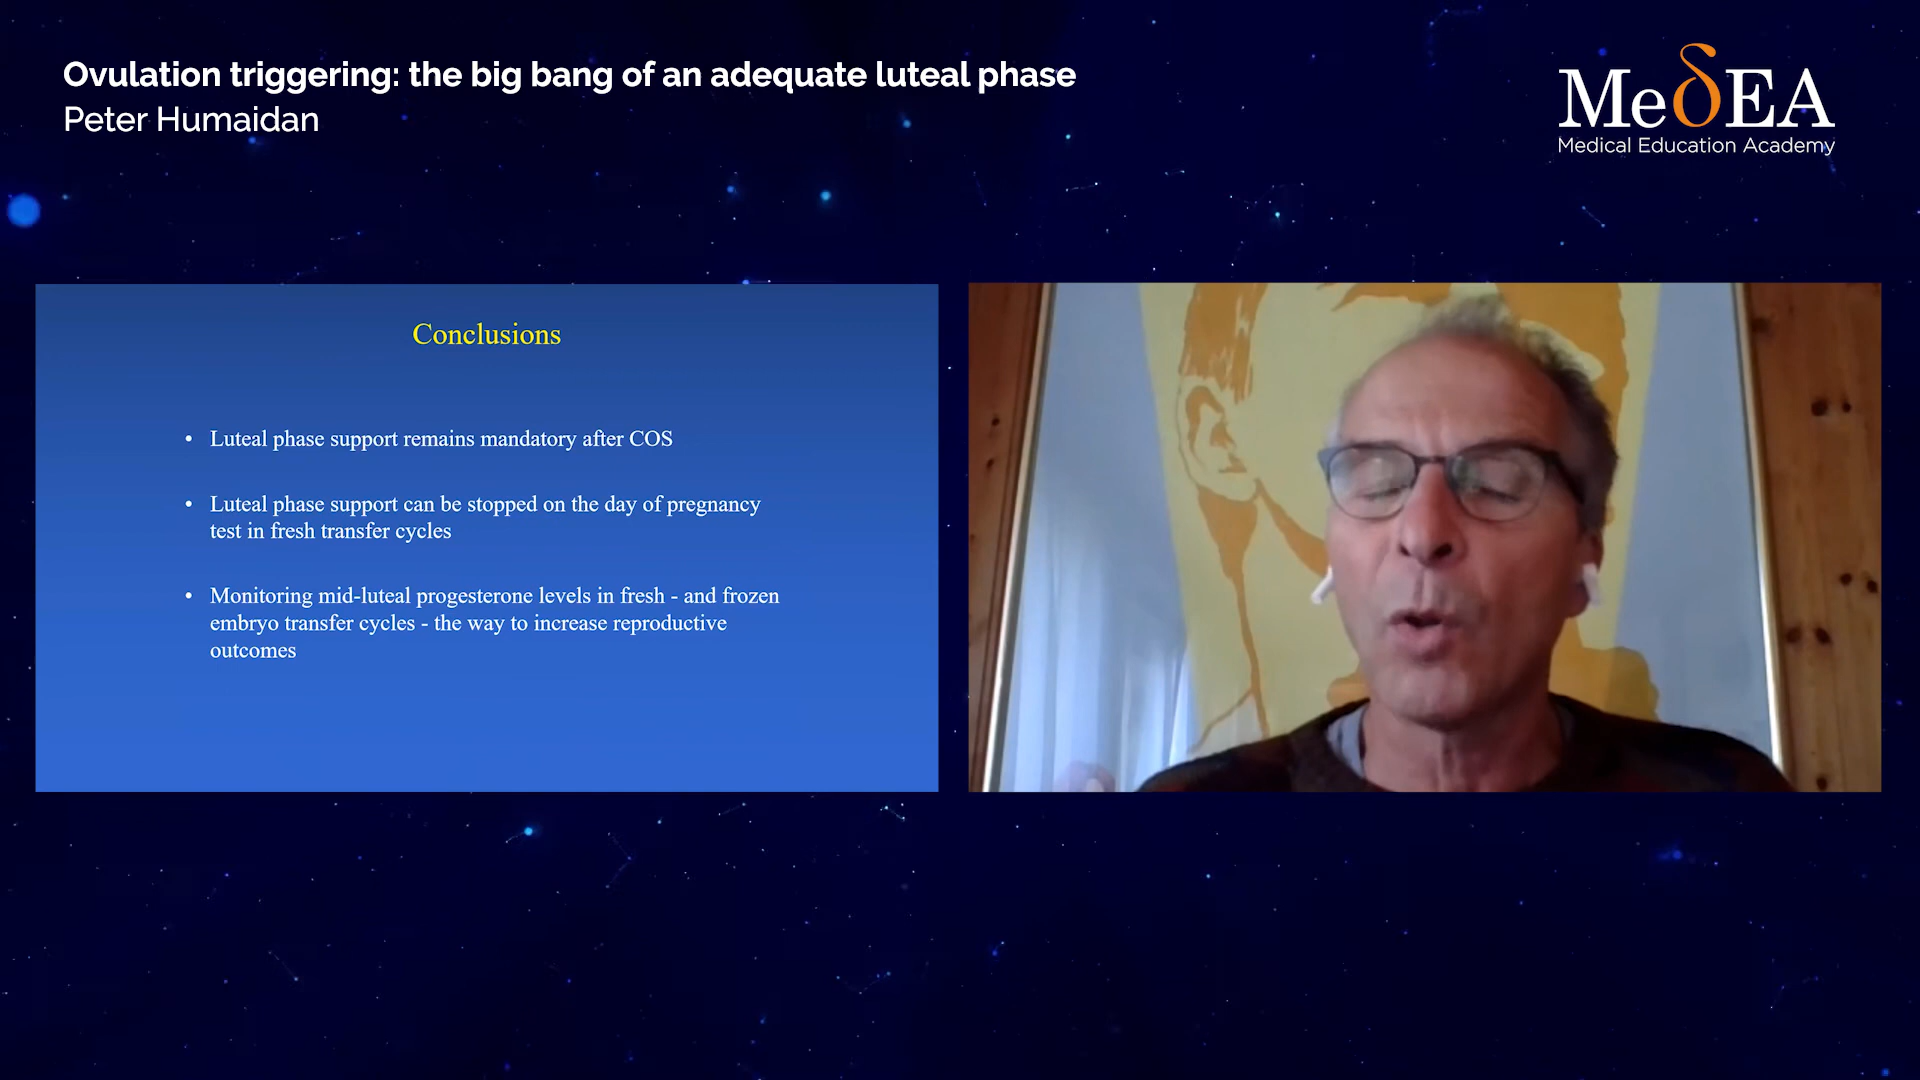 Ovulation triggering: the big bang of an adequate luteal phase
Peter Humaidan
MeδEA
Medical Education Academy
Conclusions
• Luteal phase support remains mandatory after COS
• Luteal phase support can be stopped on the day of pregnancy
test in fresh transfer cycles
• Monitoring mid-luteal progesterone levels in fresh - and frozen
embryo transfer cycles - the way to increase reproductive
outcomes